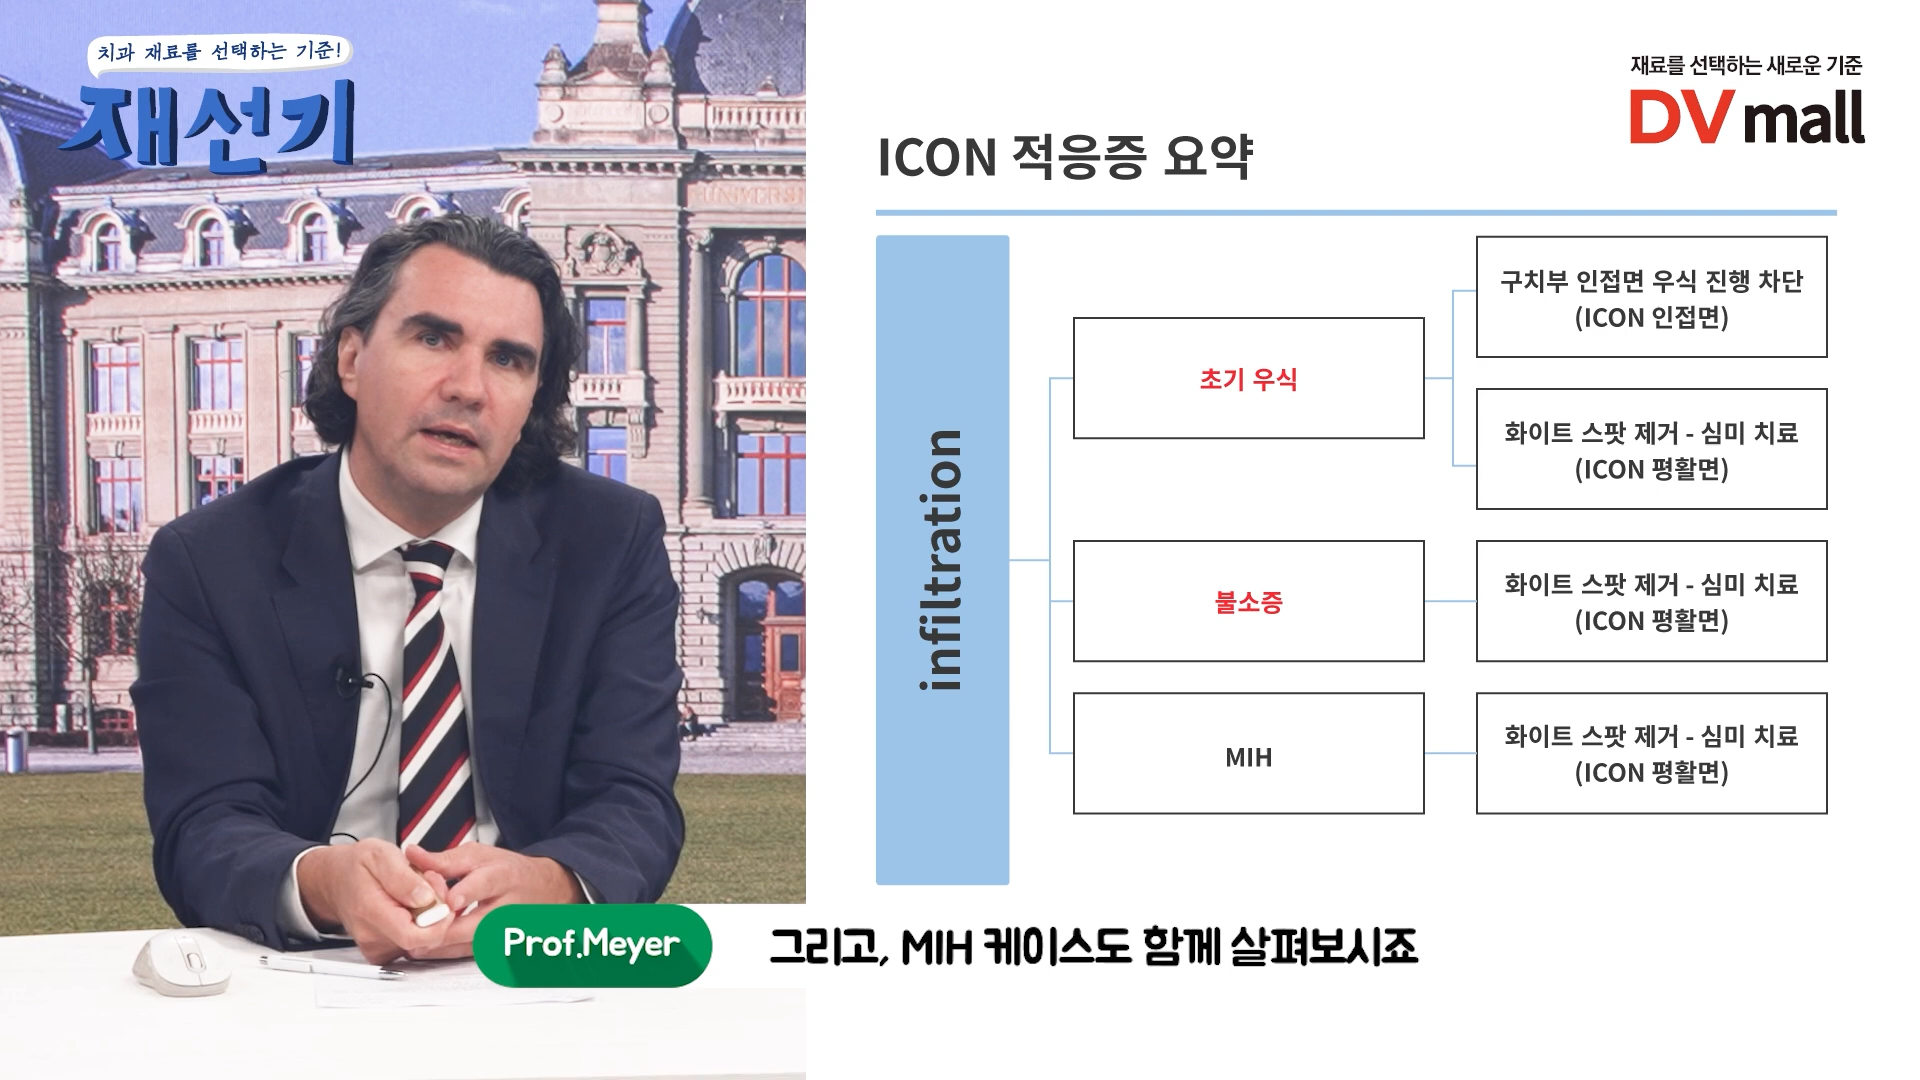 치과 재료를 선택하는 기준!
재선기
재료를 선택하는 새로운 기준
DV mall
ICON 적응증 요약
infiltration
초기 우식
구치부 인접면 우식 진행 차단
(ICON 인접면)
화이트 스팟 제거 - 심미 치료
(ICON 평활면)
불소증
화이트 스팟 제거 - 심미 치료
(ICON 평활면)
MIH
화이트 스팟 제거 - 심미 치료
(ICON 평활면)
Prof.Meyer
그리고, MIH 케이스도 함께 살펴보시죠